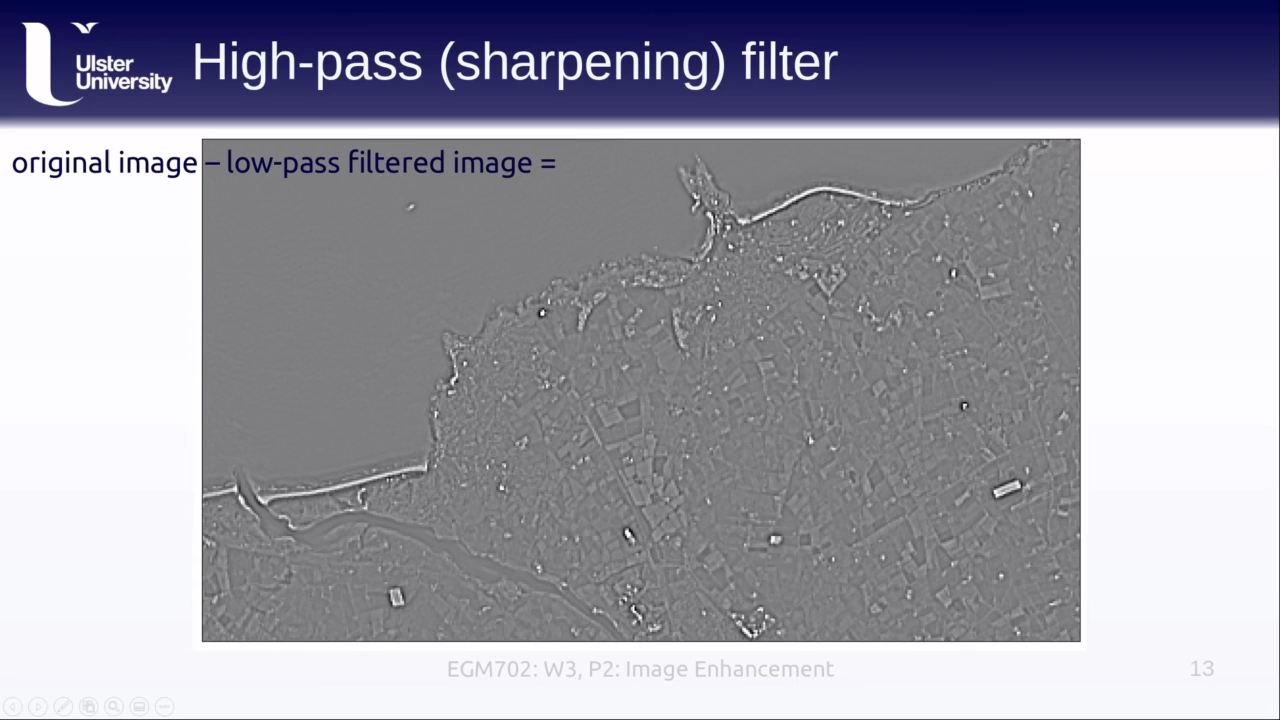 Ulster
University
High-pass (sharpening) filter
original image – low-pass filtered image =
EGM702: W3, P2: Image Enhancement
13